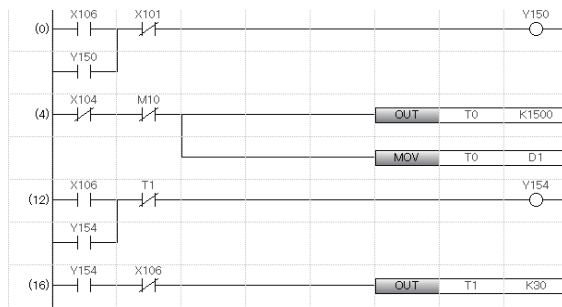 X106 X101 Y150
(0)
Y150
X104 M10
(4) OUT T0 K1500
MOV T0 D1
X106 T1 Y154
(12)
Y154
Y154 X106
(16) OUT T1 K30